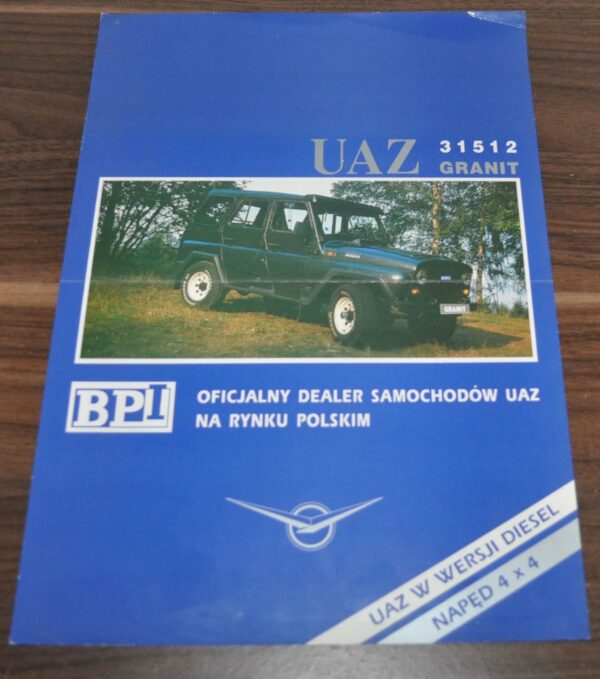 UAZ 31512
GRANIT
GRANIT
BPI
OFICJALNY DEALER SAMOCHODÓW UAZ
NA RYNKU POLSKIM
UAZ W WERSJI DIESEL
NAPĘD 4 x 4